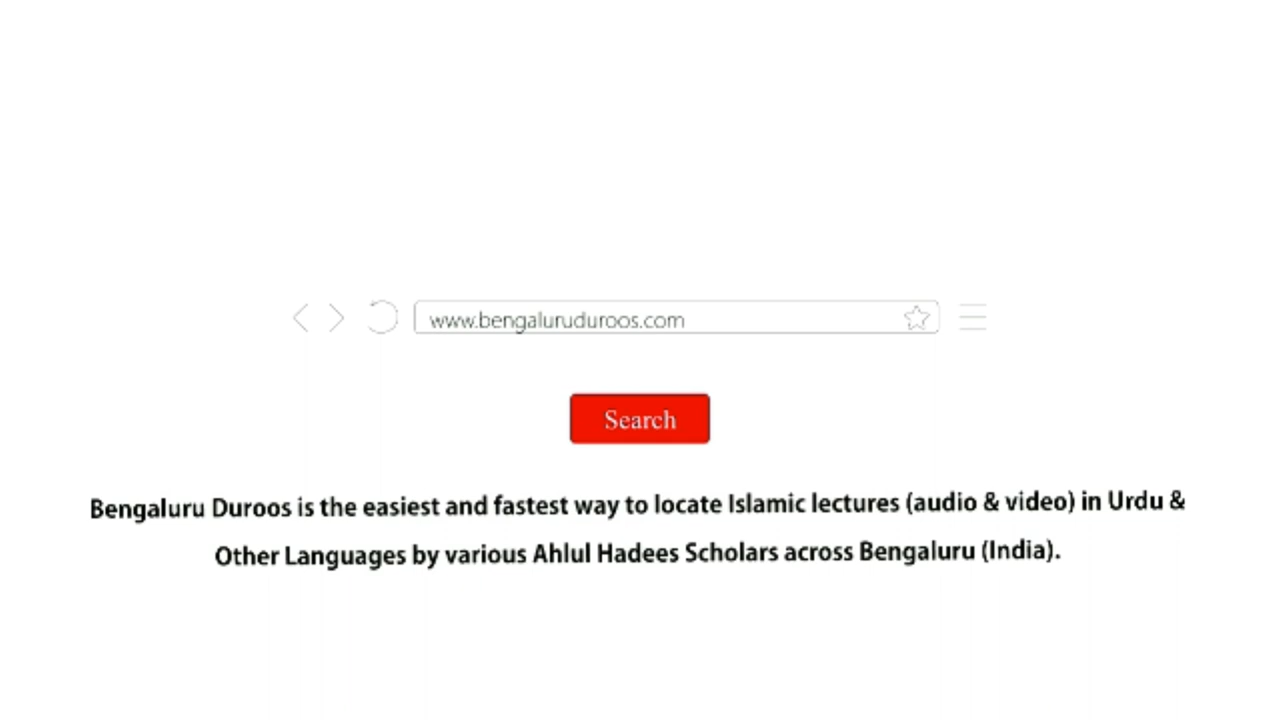 www.bengaluruduroos.com
Search
Bengaluru Duroos is the easiest and fastest way to locate Islamic lectures (audio & video) in Urdu &
Other Languages by various Ahlul Hadees Scholars across Bengaluru (India).